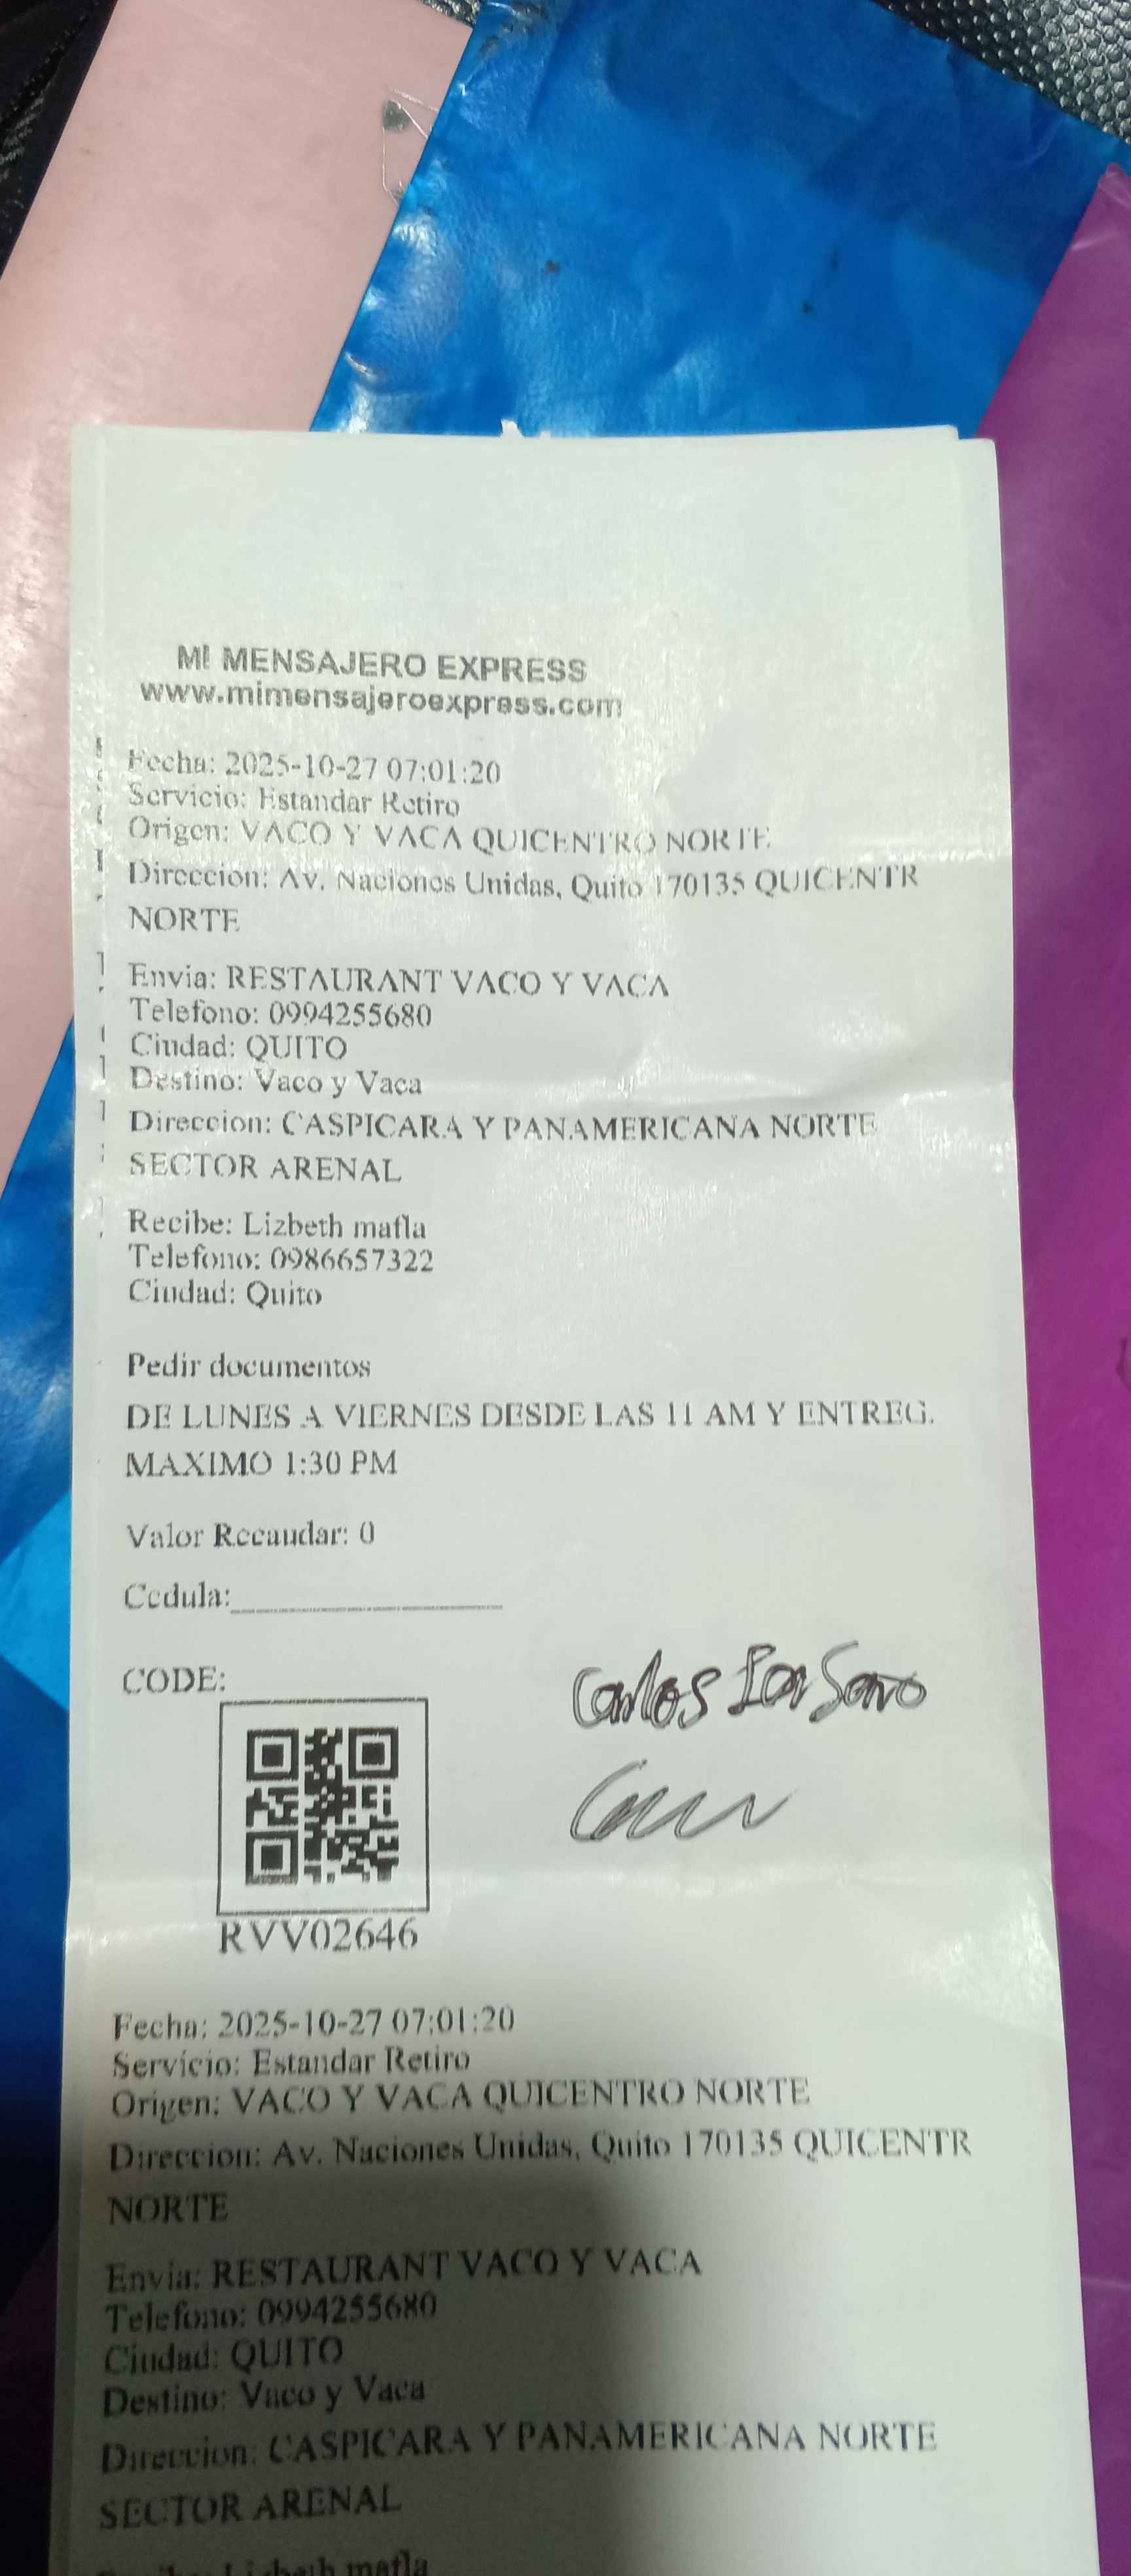 MI MENSAJERO EXPRESS
www.mimensajeroexpress.com
Fecha: 2025-10-27 07:01:20
Servicio: Estandar Retiro
Origen: VACO Y VACA QUICENTRO NORTE
Direccion: Av. Naciones Unidas, Quito 170135 QUICENTR
NORTE
Envia: RESTAURANT VACO Y VACA
Telefono: 0994255680
Ciudad: QUITO
Destino: Vaco y Vaca
Direccion: CASPICARA Y PANAMERICANA NORTE
SECTOR ARENAL
Recibe: Lizbeth mafla
Telefono: 0986657322
Ciudad: Quito
Pedir documentos
DE LUNES A VIERNES DESDE LAS 11 AM Y ENTREG.
MAXIMO 1:30 PM
Valor Recaudar: 0
Cedula:
CODE:
Carlos
RVV02646
Fecha: 2025-10-27 07:01:20
Servicio: Estandar Retiro
Origen: VACO Y VACA QUICENTRO NORTE
Direccion: Av. Naciones Unidas, Quito 170135 QUICENTR
NORTE
Envia: RESTAURANT VACO Y VACA
Telefono: 0994255680
Ciudad: QUITO
Destino: Vaco y Vaca
Direccion: CASPICARA Y PANAMERICANA NORTE
SECTOR ARENAL
Lizbeth mafla